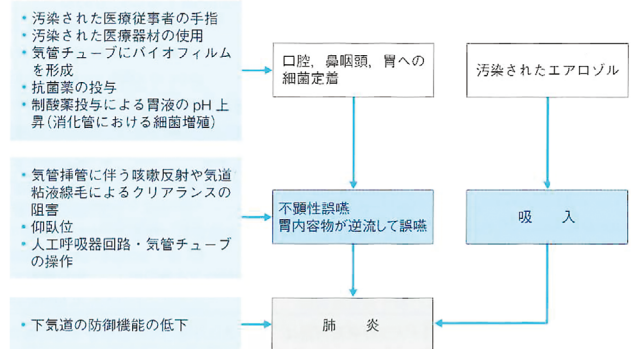 • 汚染された医療従事者の手指
• 汚染された医療器材の使用
• 気管チューブにバイオフィルム
を形成
• 抗菌薬の投与
• 制酸薬投与による胃液の pH 上
昇（消化管における細菌増殖）
口腔，鼻咽頭，胃への
細菌定着
汚染されたエアロゾル
• 気管挿管に伴う咳嗽反射や気道
粘液線毛によるクリアランスの
阻害
• 仰臥位
• 人工呼吸器回路・気管チューブ
の操作
不顕性誤嚥
胃内容物が逆流して誤嚥
吸　入
• 下気道の防御機能の低下
肺　炎